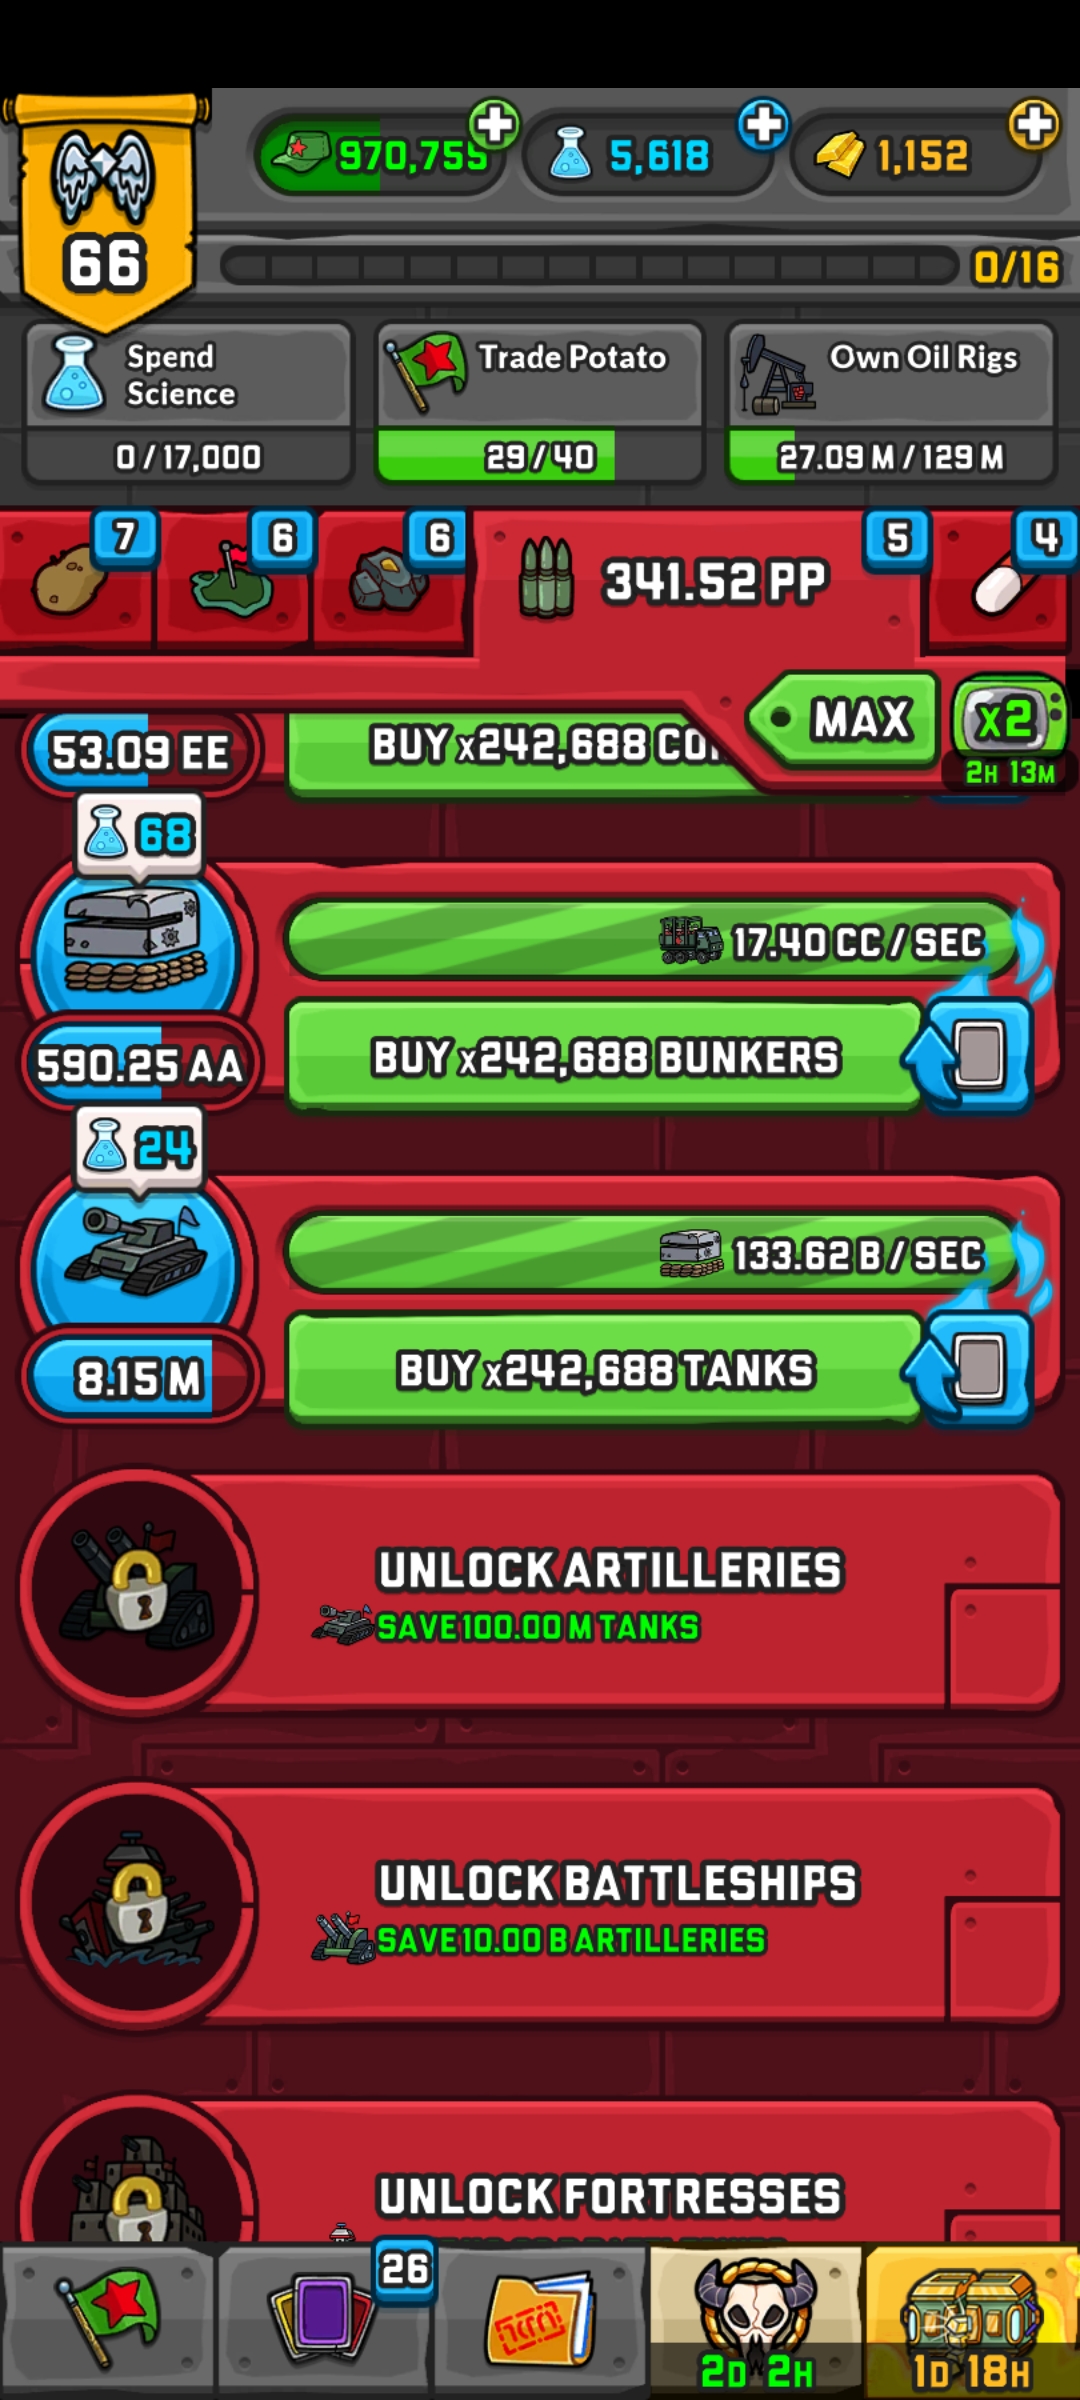 970,755
5,618
1,152
66
0/16
Spend
Science
0/17,000
Trade Potato
29/40
Own Oil Rigs
27.09 M/129 M
7
6
6
341.52 PP
5
4
MAX
x2
2H 13M
53.09 EE
BUY x242,688
68
17.40 CC/SEC
590.25 AA
BUY x242,688 BUNKERS
24
133.62 B/SEC
8.15 M
BUY x242,688 TANKS
UNLOCK ARTILLERIES
SAVE 100.00 M TANKS
UNLOCK BATTLESHIPS
SAVE 10.00 B ARTILLERIES
UNLOCK FORTRESSES
26
2D 2H
1D 18H